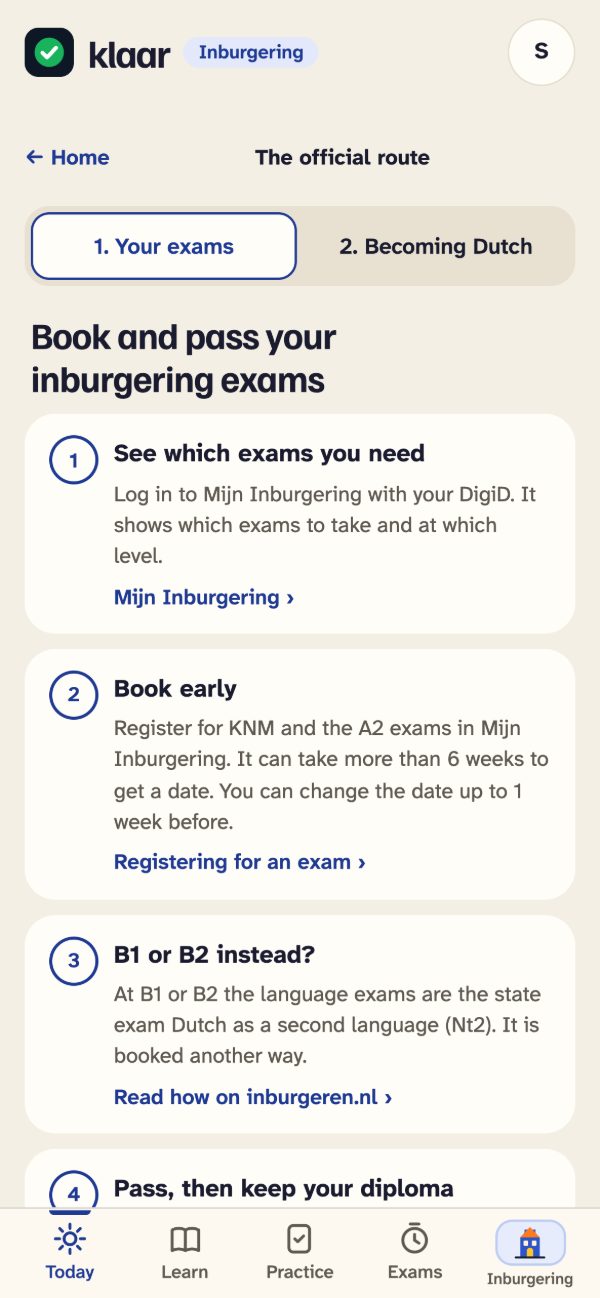 klaar
Inburgering
S
← Home
The official route
1. Your exams
2. Becoming Dutch
Book and pass your
inburgering exams
1
See which exams you need
Log in to Mijn Inburgering with your DigiD. It
shows which exams to take and at which
level.
Mijn Inburgering ›
2
Book early
Register for KNM and the A2 exams in Mijn
Inburgering. It can take more than 6 weeks to
get a date. You can change the date up to 1
week before.
Registering for an exam ›
3
B1 or B2 instead?
At B1 or B2 the language exams are the state
exam Dutch as a second language (Nt2). It is
booked another way.
Read how on inburgeren.nl ›
4
Pass, then keep your diploma
Today
Learn
Practice
Exams
Inburgering